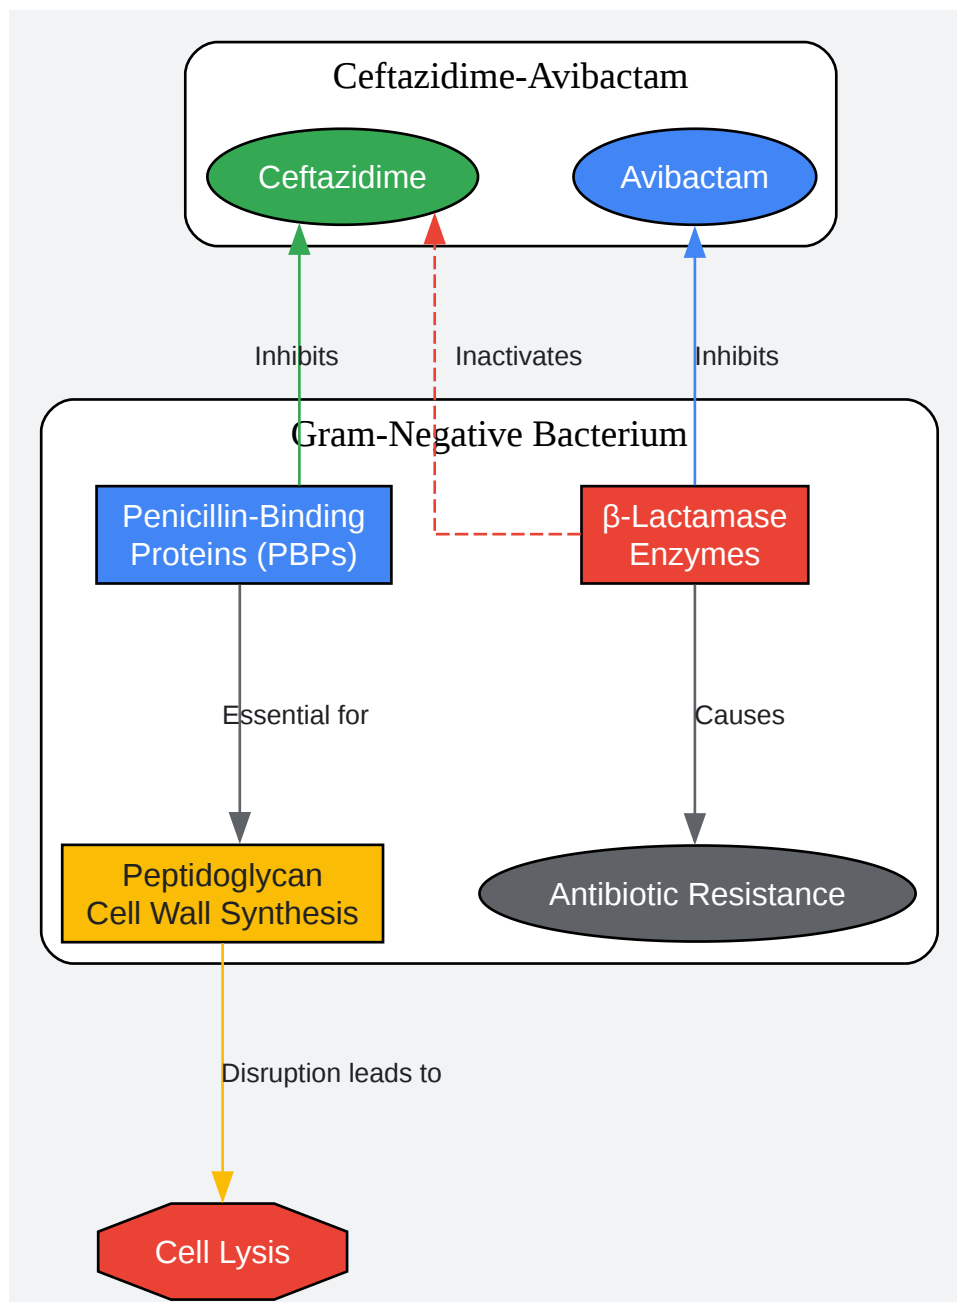 Ceftazidime-Avibactam
Ceftazidime
Avibactam
Inhibits
Inactivates
Inhibits
Gram-Negative Bacterium
Penicillin-Binding
Proteins (PBPs)
β-Lactamase
Enzymes
Essential for
Causes
Peptidoglycan
Cell Wall Synthesis
Antibiotic Resistance
Disruption leads to
Cell Lysis